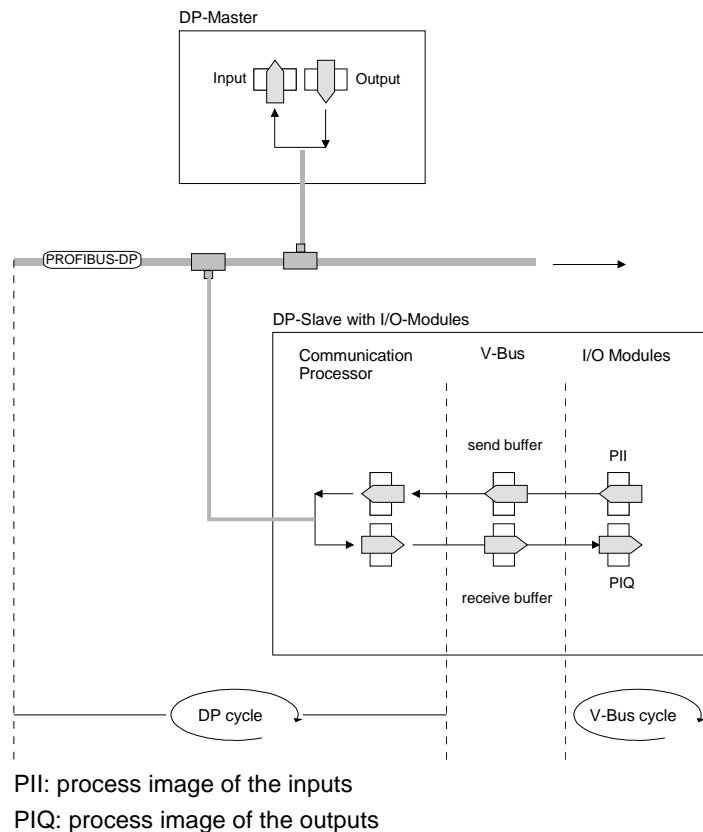 DP-Master
Input
Output
PROFIBUS-DP
DP-Slave with I/O-Modules
Communication
Processor
V-Bus
I/O Modules
send buffer
PII
receive buffer
PIQ
DP cycle
V-Bus cycle
PII: process image of the inputs
PIQ: process image of the outputs